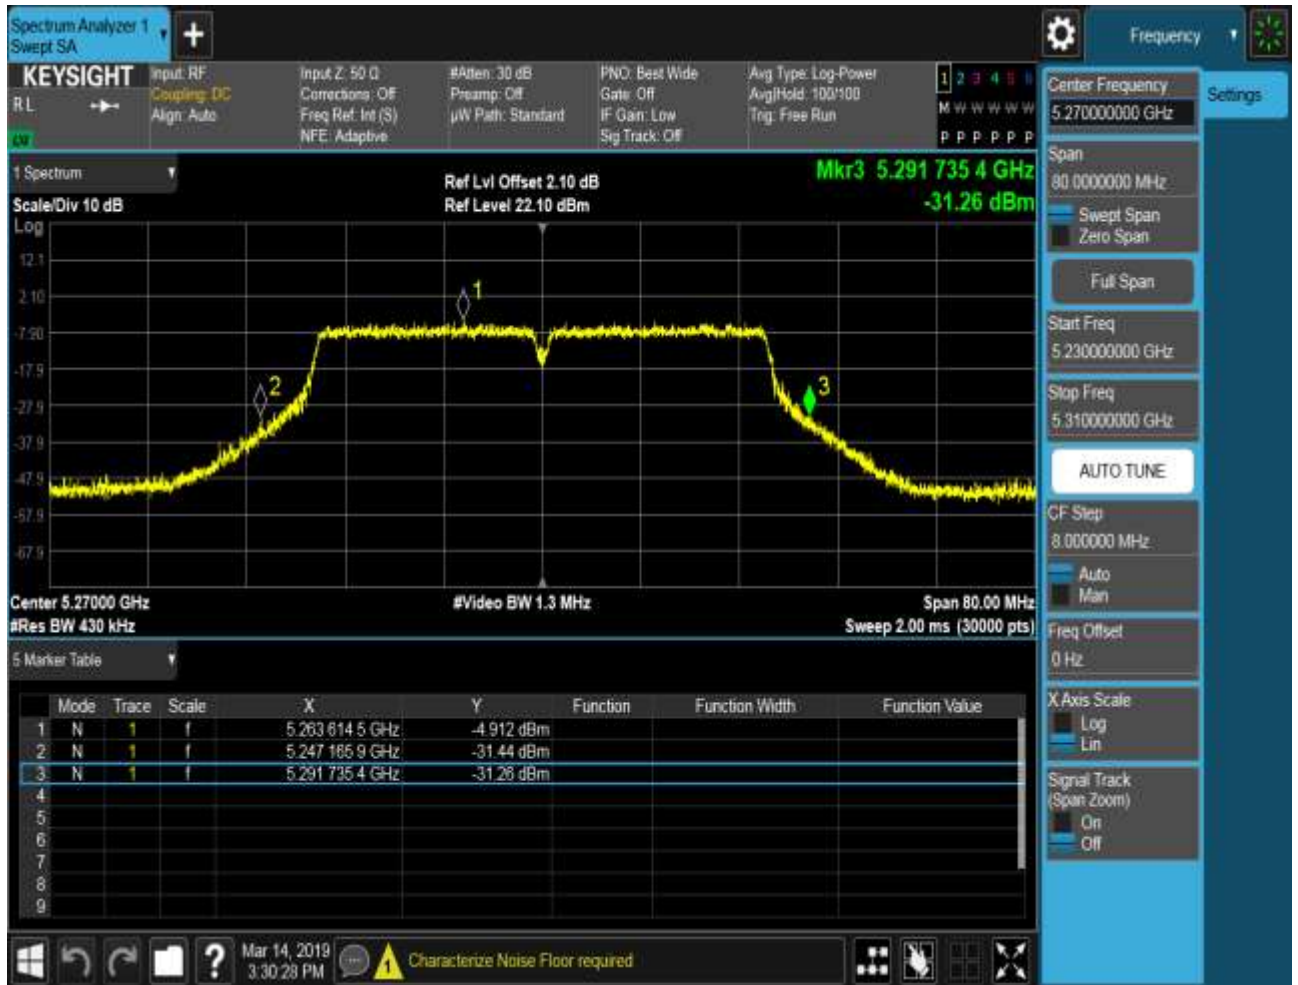 Spectrum Analyzer 1
Swept SA
+
Frequency
KEYSIGHT
RL
Input: RF
Coupling: DC
Align: Auto
Input Z: 50 Ω
Corrections: Off
Freq Ref: Int (S)
NFE: Adaptive
#Atten: 30 dB
Preamp: Off
µW Path: Standard
PNO: Best Wide
Gate: Off
IF Gain: Low
Sig Track: Off
Avg Type: Log-Power
Avg|Hold: 100/100
Trig: Free Run
1 2 3 4 5 6
M W W W W W
P P P P P P
1 Spectrum
Scale/Div 10 dB
Log
Ref Lvl Offset 2.10 dB
Ref Level 22.10 dBm
Mkr3 5.291 735 4 GHz
-31.26 dBm
12.1
2.10
-7.90
-17.9
-27.9
-37.9
-47.9
-57.9
-67.9
1
2
3
Center 5.27000 GHz
#Res BW 430 kHz
#Video BW 1.3 MHz
Span 80.00 MHz
Sweep 2.00 ms (30000 pts)
5 Marker Table
Mode Trace Scale X Y Function Function Width Function Value
1 N 1 f 5.263 614 5 GHz -4.912 dBm
2 N 1 f 5.247 165 9 GHz -31.44 dBm
3 N 1 f 5.291 735 4 GHz -31.26 dBm
4
5
6
7
8
9
Mar 14, 2019
3:30:28 PM
Characterize Noise Floor required
Settings
Center Frequency
5.270000000 GHz
Span
80.0000000 MHz
Swept Span
Zero Span
Full Span
Start Freq
5.230000000 GHz
Stop Freq
5.310000000 GHz
AUTO TUNE
CF Step
8.000000 MHz
Auto
Man
Freq Offset
0 Hz
X Axis Scale
Log
Lin
Signal Track
(Span Zoom)
On
Off